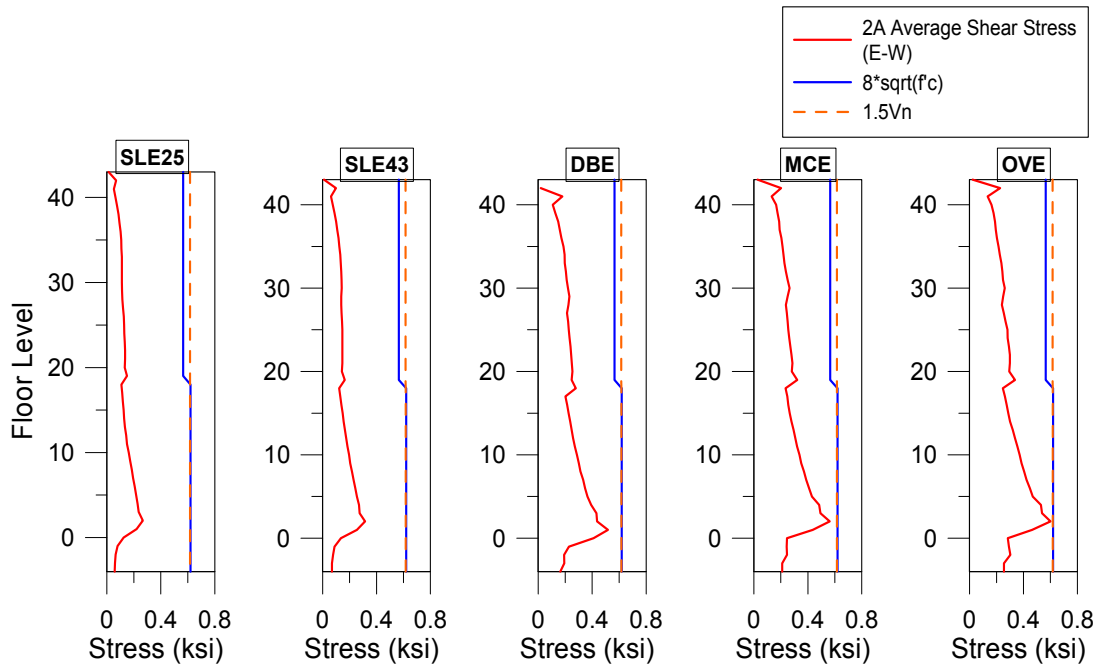 2A Average Shear Stress
(E-W)
8*sqrt(f'c)
1.5Vn
SLE25
SLE43
DBE
MCE
OVE
40
30
20
10
0
40
30
20
10
0
40
30
20
10
0
40
30
20
10
0
40
30
20
10
0
Floor Level
0 0.4 0.8
0 0.4 0.8
0 0.4 0.8
0 0.4 0.8
0 0.4 0.8
Stress (ksi)
Stress (ksi)
Stress (ksi)
Stress (ksi)
Stress (ksi)